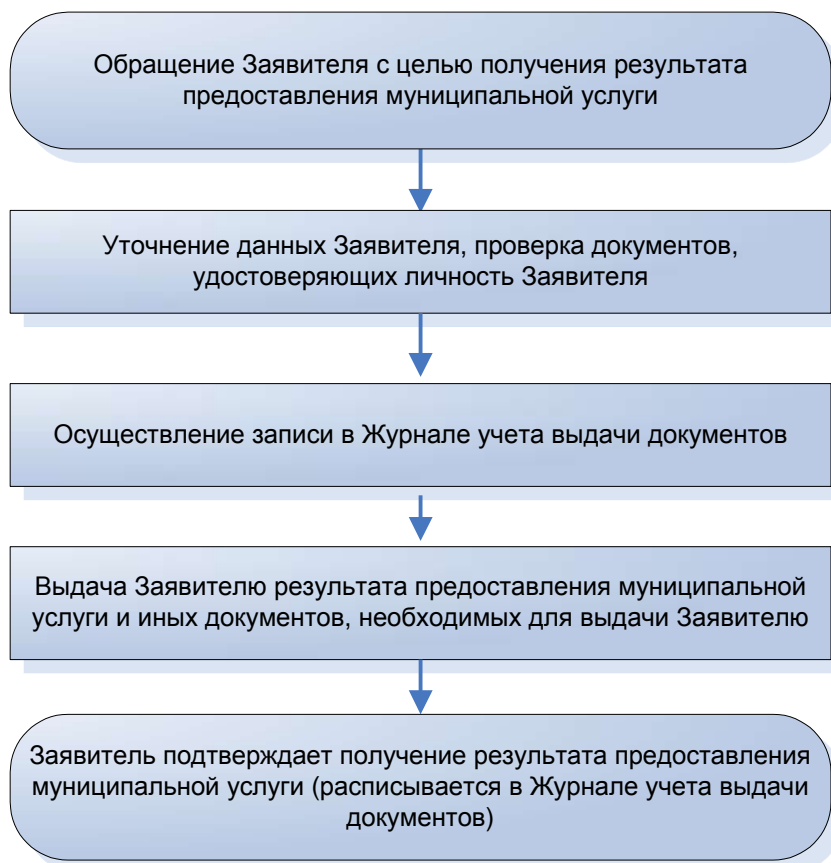 Обращение Заявителя с целью получения результата
предоставления муниципальной услуги
Уточнение данных Заявителя, проверка документов,
удостоверяющих личность Заявителя
Осуществление записи в Журнале учета выдачи документов
Выдача Заявителю результата предоставления муниципальной
услуги и иных документов, необходимых для выдачи Заявителю
Заявитель подтверждает получение результата предоставления
муниципальной услуги (расписывается в Журнале учета выдачи
документов)